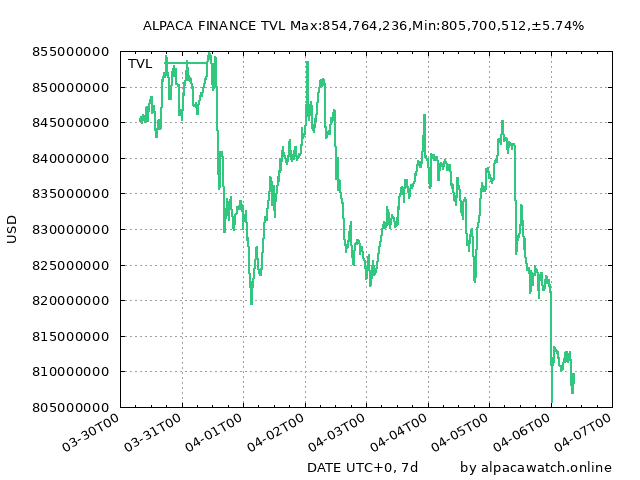 ALPACA FINANCE TVL Max:854,764,236,Min:805,700,512,±5.74%
855000000
TVL
850000000
845000000
840000000
835000000
830000000
825000000
820000000
815000000
810000000
805000000
USD
03-30T00
03-31T00
04-01T00
04-02T00
04-03T00
04-04T00
04-05T00
04-06T00
04-07T00
DATE UTC+0, 7d
by alpacawatch.online